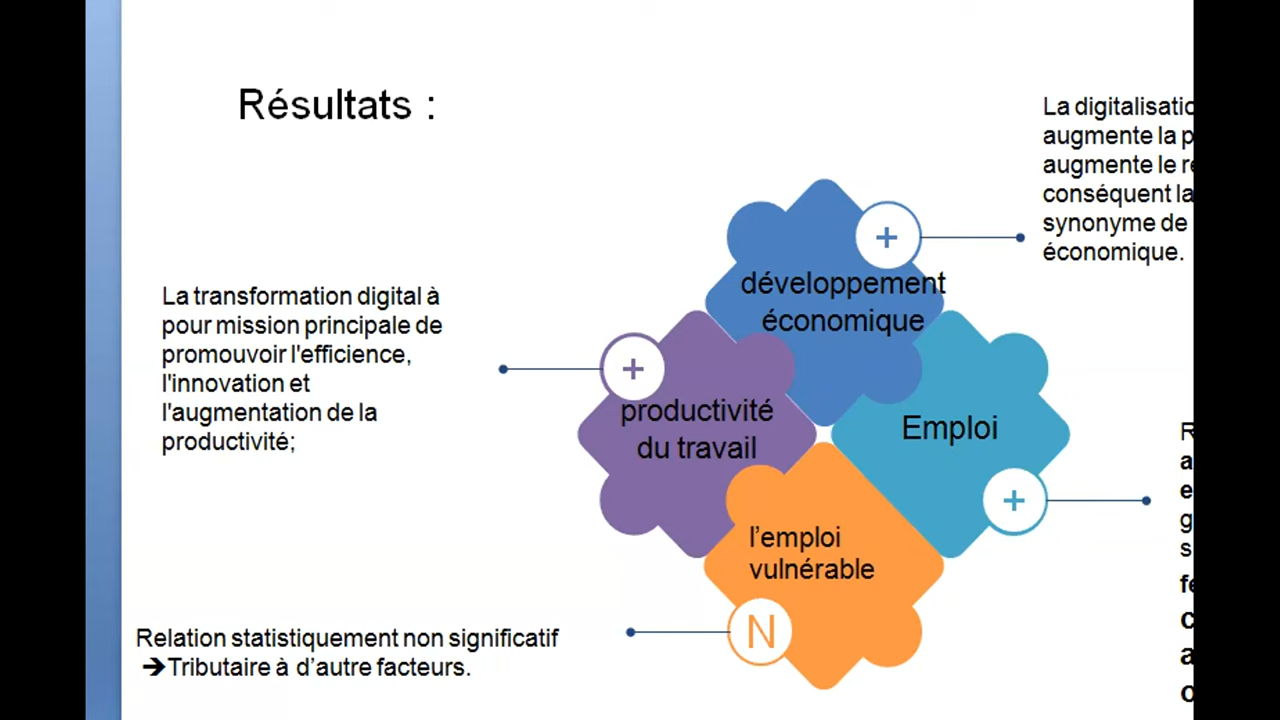 Résultats :
La digitalisatio
augmente la p
augmente le re
conséquent la
synonyme de
économique.
+
développement
économique
La transformation digital à
pour mission principale de
promouvoir l'efficience,
l'innovation et
l'augmentation de la
productivité;
+
productivité
du travail
Emploi
+
l'emploi
vulnérable
N
Relation statistiquement non significatif
➔Tributaire à d'autre facteurs.